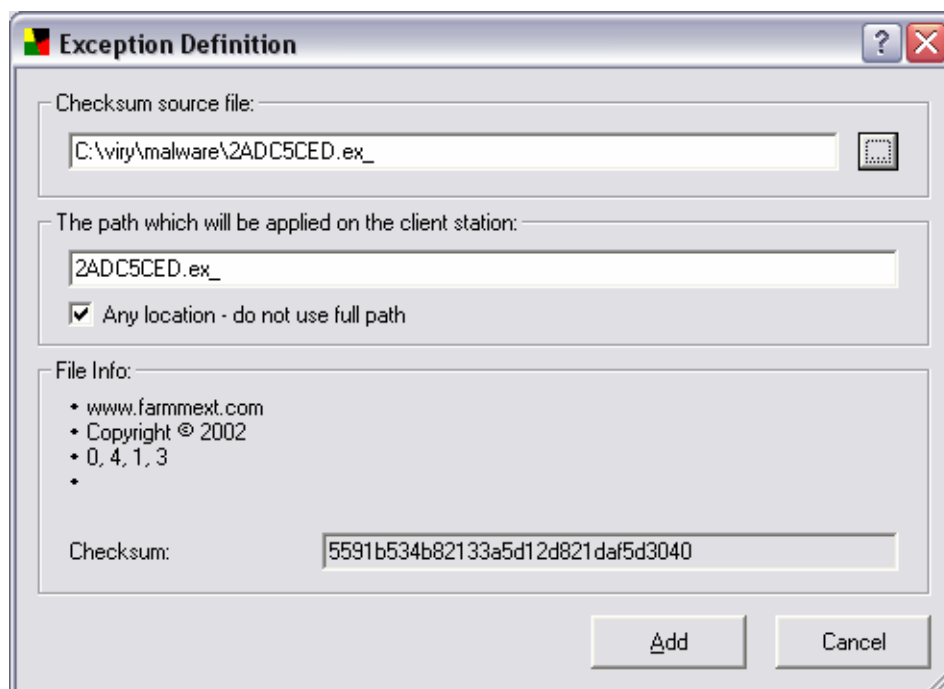 Exception Definition
Checksum source file:
C:\viry\malware\2ADC5CED.ex_
The path which will be applied on the client station:
2ADC5CED.ex_
Any location - do not use full path
File Info:
• www.farmmext.com
• Copyright © 2002
• 0, 4, 1, 3
•
Checksum:
5591b534b82133a5d12d821daf5d3040
Add
Cancel